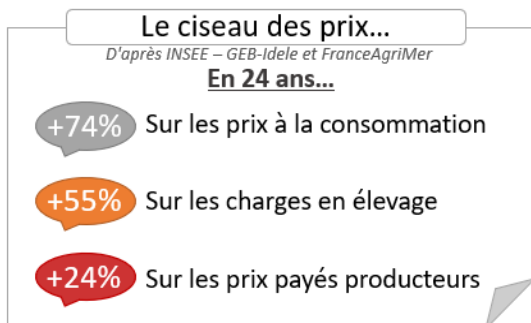 Le ciseau des prix...
D'après INSEE – GEB-Idele et FranceAgriMer
En 24 ans...
+74% Sur les prix à la consommation
+55% Sur les charges en élevage
+24% Sur les prix payés producteurs